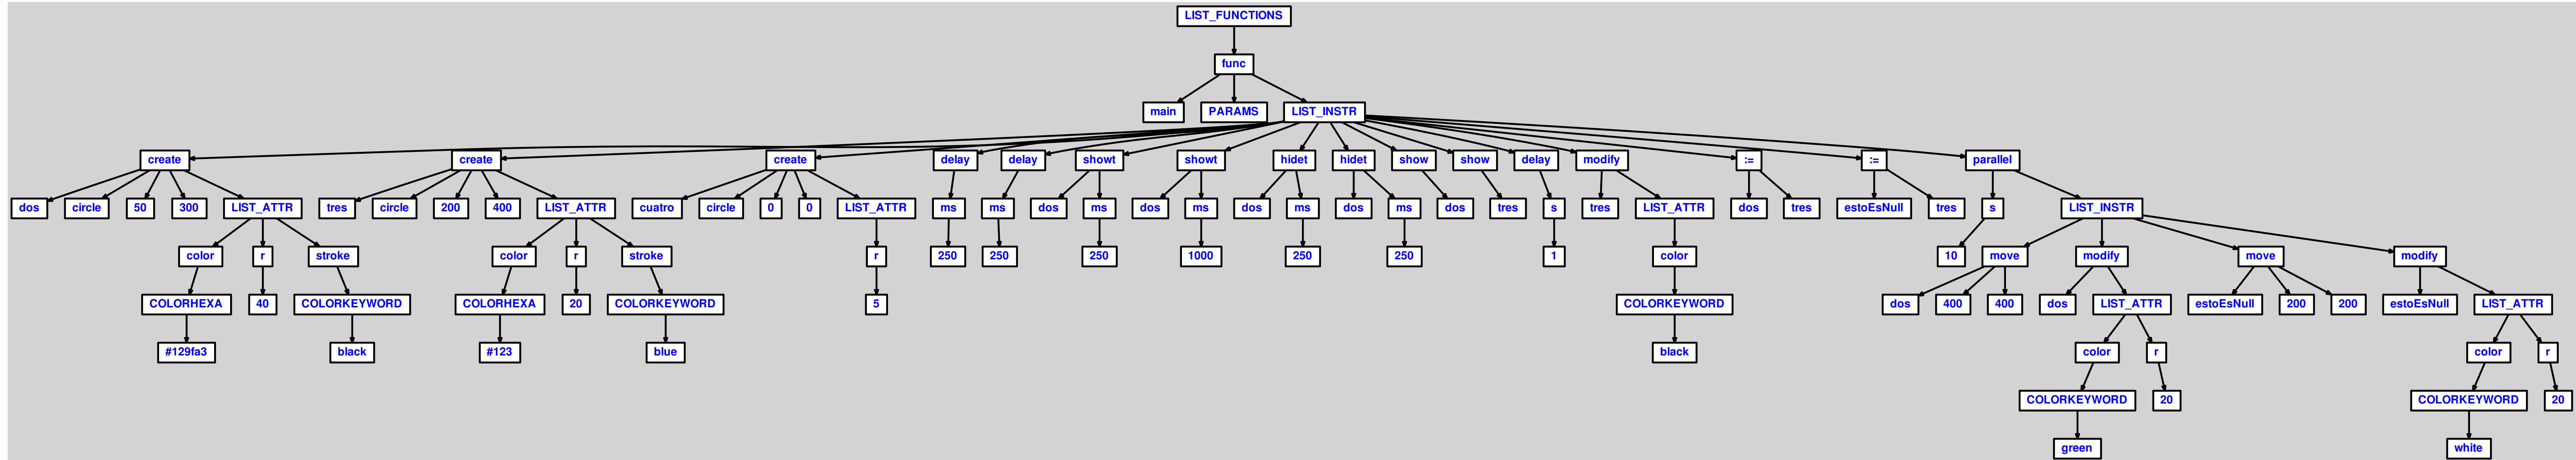 LIST_FUNCTIONS
func
main PARAMS LIST_INSTR
create create create delay delay showt showt hidet hidet show show delay modify := := parallel
dos circle 50 300 LIST_ATTR tres circle 200 400 LIST_ATTR cuatro circle 0 0 LIST_ATTR ms ms dos ms dos ms dos ms dos ms dos tres s tres LIST_ATTR dos tres estoEsNull tres s LIST_INSTR
color r stroke color r stroke r 250 250 250 1000 250 250 1 color 10 move modify move modify
COLORHEXA 40 COLORKEYWORD COLORHEXA 20 COLORKEYWORD 5 COLORKEYWORD dos 400 400 dos LIST_ATTR estoEsNull 200 200 estoEsNull LIST_ATTR
#129fa3 black #123 blue black color r color r
COLORKEYWORD 20 COLORKEYWORD 20
green white